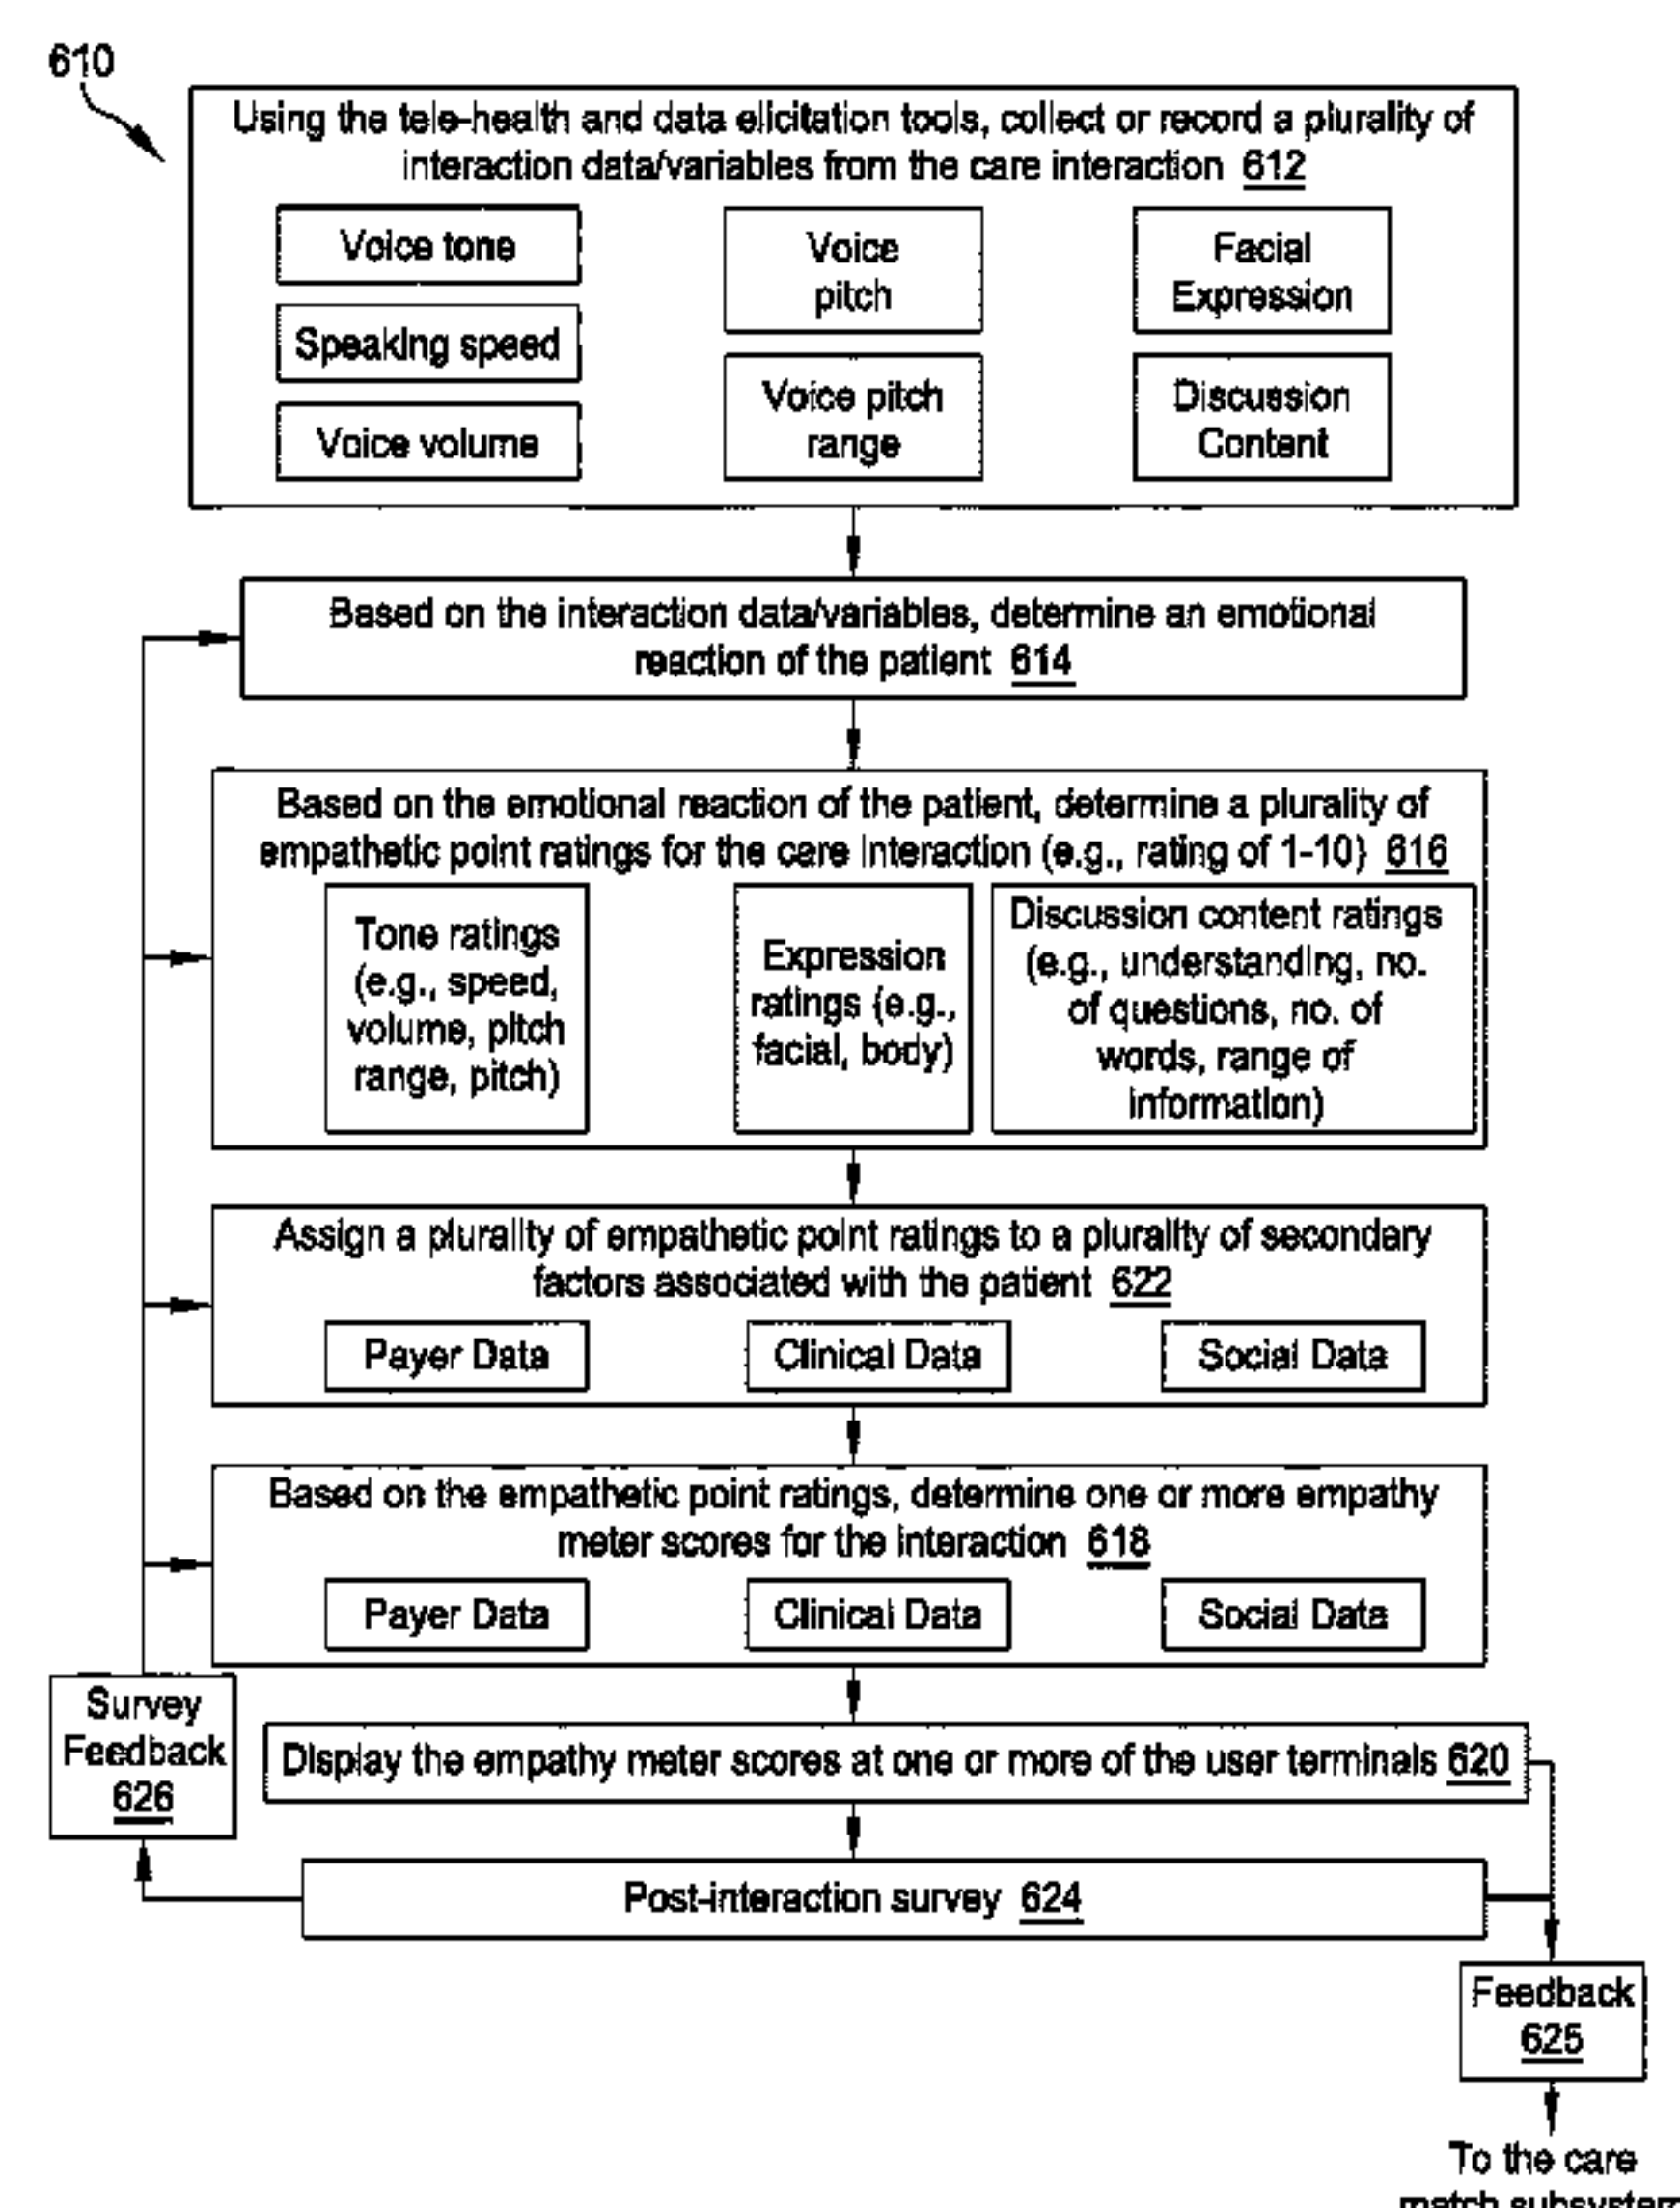 610
Using the tele-health and data elicitation tools, collect or record a plurality of
interaction data/variables from the care interaction 612
Voice tone
Speaking speed
Voice volume
Voice
pitch
Voice pitch
range
Facial
Expression
Discussion
Content
Based on the interaction data/variables, determine an emotional
reaction of the patient 614
Based on the emotional reaction of the patient, determine a plurality of
empathetic point ratings for the care interaction (e.g., rating of 1-10) 616
Tone ratings
(e.g., speed,
volume, pitch
range, pitch)
Expression
ratings (e.g.,
facial, body)
Discussion content ratings
(e.g., understanding, no.
of questions, no. of
words, range of
information)
Assign a plurality of empathetic point ratings to a plurality of secondary
factors associated with the patient 622
Payer Data
Clinical Data
Social Data
Based on the empathetic point ratings, determine one or more empathy
meter scores for the interaction 618
Payer Data
Clinical Data
Social Data
Survey
Feedback
626
Display the empathy meter scores at one or more of the user terminals 620
Post-interaction survey 624
Feedback
625
To the care
match subsystem